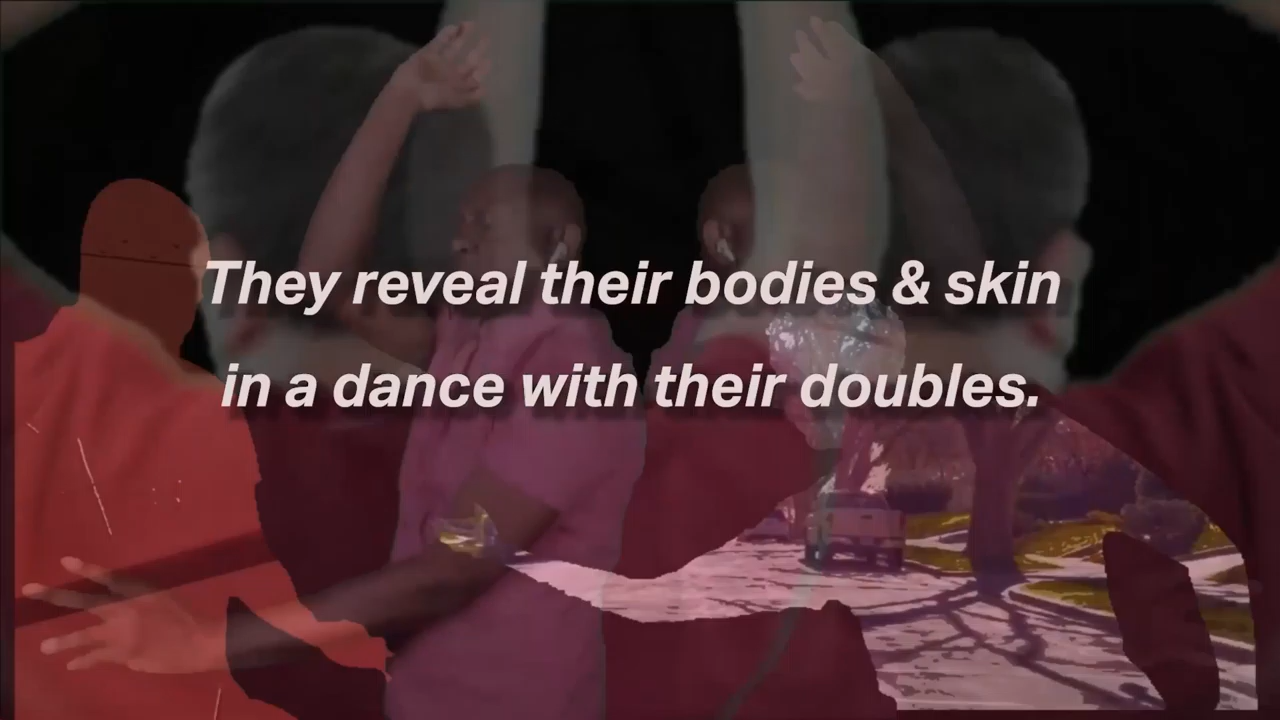 They reveal their bodies & skin
in a dance with their doubles.